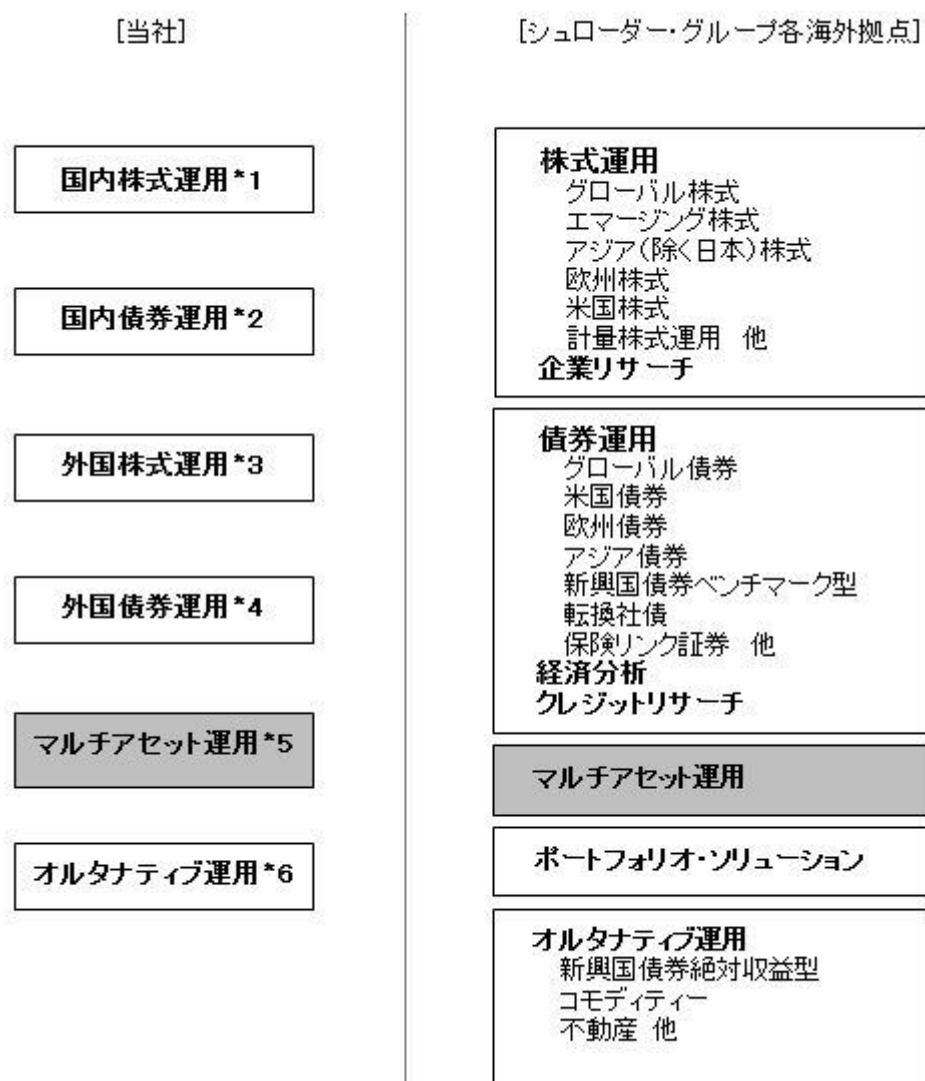 [当社]
国内株式運用*1
国内債券運用*2
外国株式運用*3
外国債券運用*4
マルチアセット運用*5
オルタナティブ運用*6
[シュローダー・グループ各海外拠点]
株式運用
グローバル株式
エマージング株式
アジア(除く日本)株式
欧州株式
米国株式
計量株式運用 他
企業リサーチ
債券運用
グローバル債券
米国債券
欧州債券
アジア債券
新興国債券ベンチマーク型
転換社債
保険リンク証券 他
経済分析
クレジットリサーチ
マルチアセット運用
ポートフォリオ・ソリューション
オルタナティブ運用
新興国債券絶対収益型
コモディティー
不動産 他